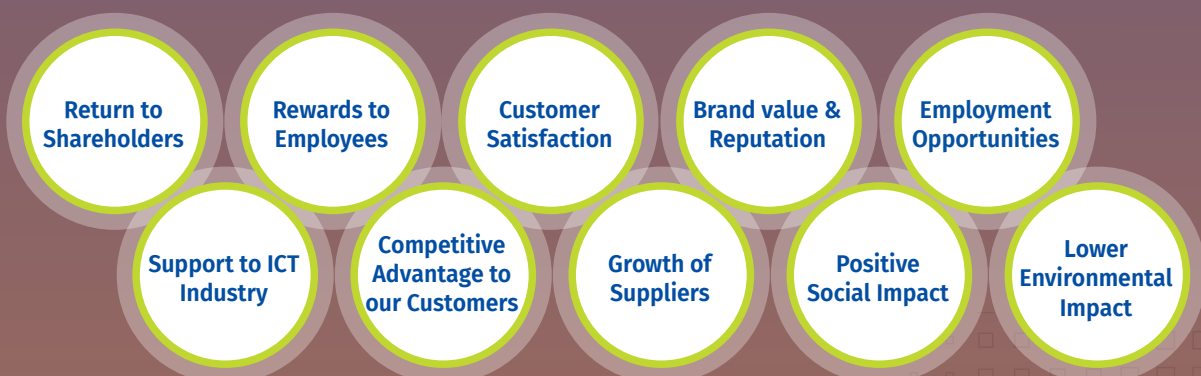 Return to
Shareholders
Rewards to
Employees
Customer
Satisfaction
Brand value &
Reputation
Employment
Opportunities
Support to ICT
Industry
Competitive
Advantage to
our Customers
Growth of
Suppliers
Positive
Social Impact
Lower
Environmental
Impact